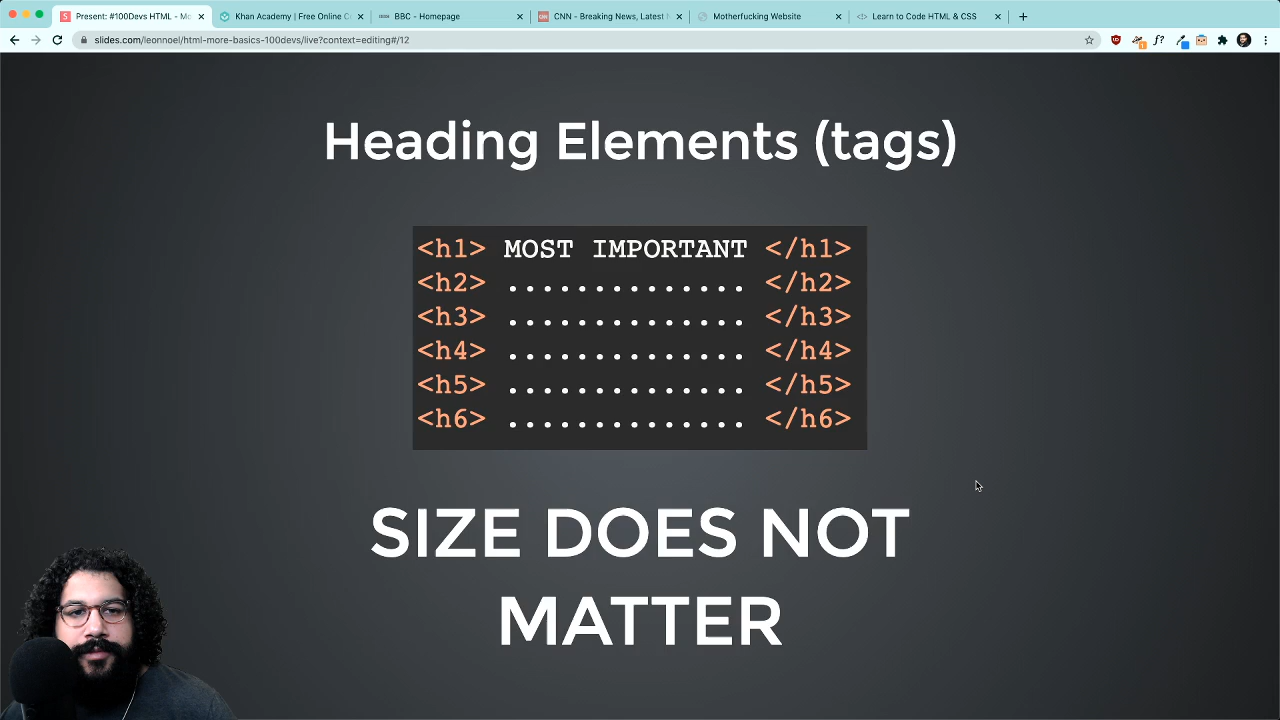 Present: #100Devs HTML - Mo
Khan Academy | Free Online C
BBC - Homepage
CNN - Breaking News, Latest N
Motherfucking Website
Learn to Code HTML & CSS
slides.com/leonnoel/html-more-basics-100devs/live?context=editing#/12
Heading Elements (tags)
<h1> MOST IMPORTANT </h1>
<h2> .............. </h2>
<h3> .............. </h3>
<h4> .............. </h4>
<h5> .............. </h5>
<h6> .............. </h6>
SIZE DOES NOT
MATTER